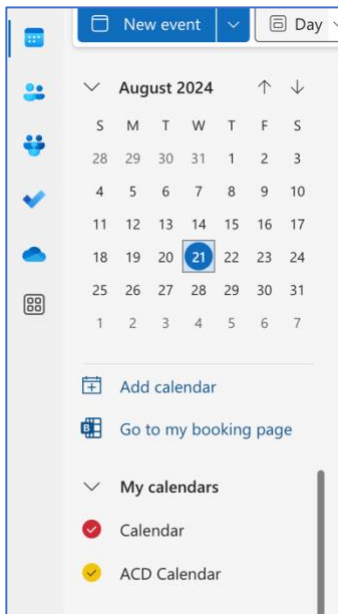 New event Day
August 2024
S M T W T F S
28 29 30 31 1 2 3
4 5 6 7 8 9 10
11 12 13 14 15 16 17
18 19 20 21 22 23 24
25 26 27 28 29 30 31
1 2 3 4 5 6 7
Add calendar
B Go to my booking page
My calendars
Calendar
ACD Calendar